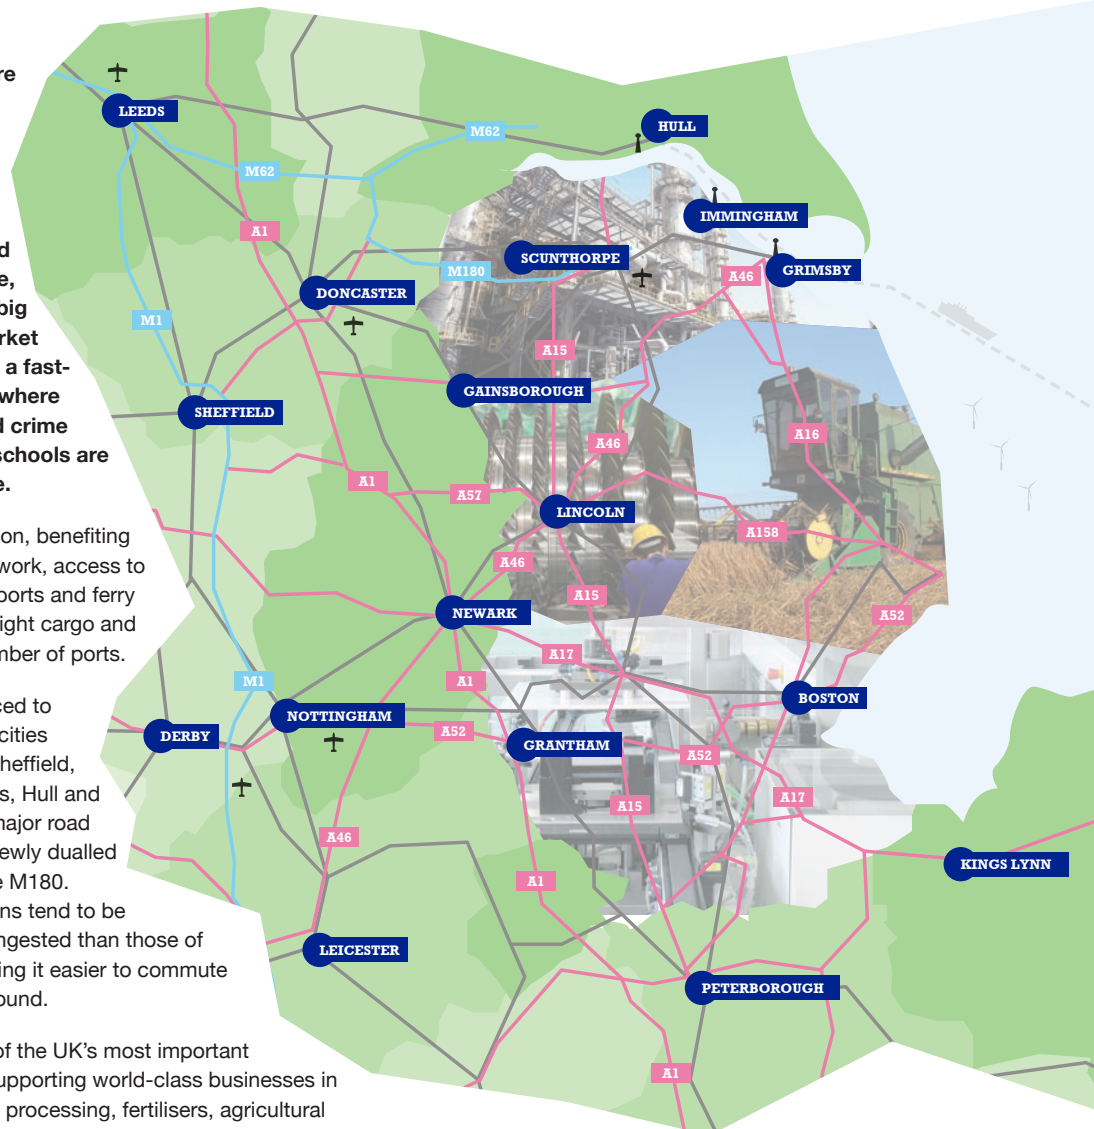 re
d
e,
big
rket
a fast-
where
d crime
schools are
e.
on, benefiting
work, access to
ports and ferry
ight cargo and
mber of ports.
ced to
cities
heffield,
s, Hull and
major road
ewly dualled
e M180.
ns tend to be
ngested than those of
ing it easier to commute
ound.
of the UK's most important
upporting world-class businesses in
processing, fertilisers, agricultural
LEEDS
HULL
M62
M62
IMMINGHAM
A1
SCUNTHORPE
M180
GRIMSBY
A46
DONCASTER
M1
A15
GAINSBOROUGH
SHEFFIELD
A46
A16
A1
A57
LINCOLN
A158
A46
A15
NEWARK
A52
A17
M1
A1
BOSTON
NOTTINGHAM
DERBY
A52
GRANTHAM
A52
A17
A15
A46
KINGS LYNN
A1
LEICESTER
PETERBOROUGH
A1